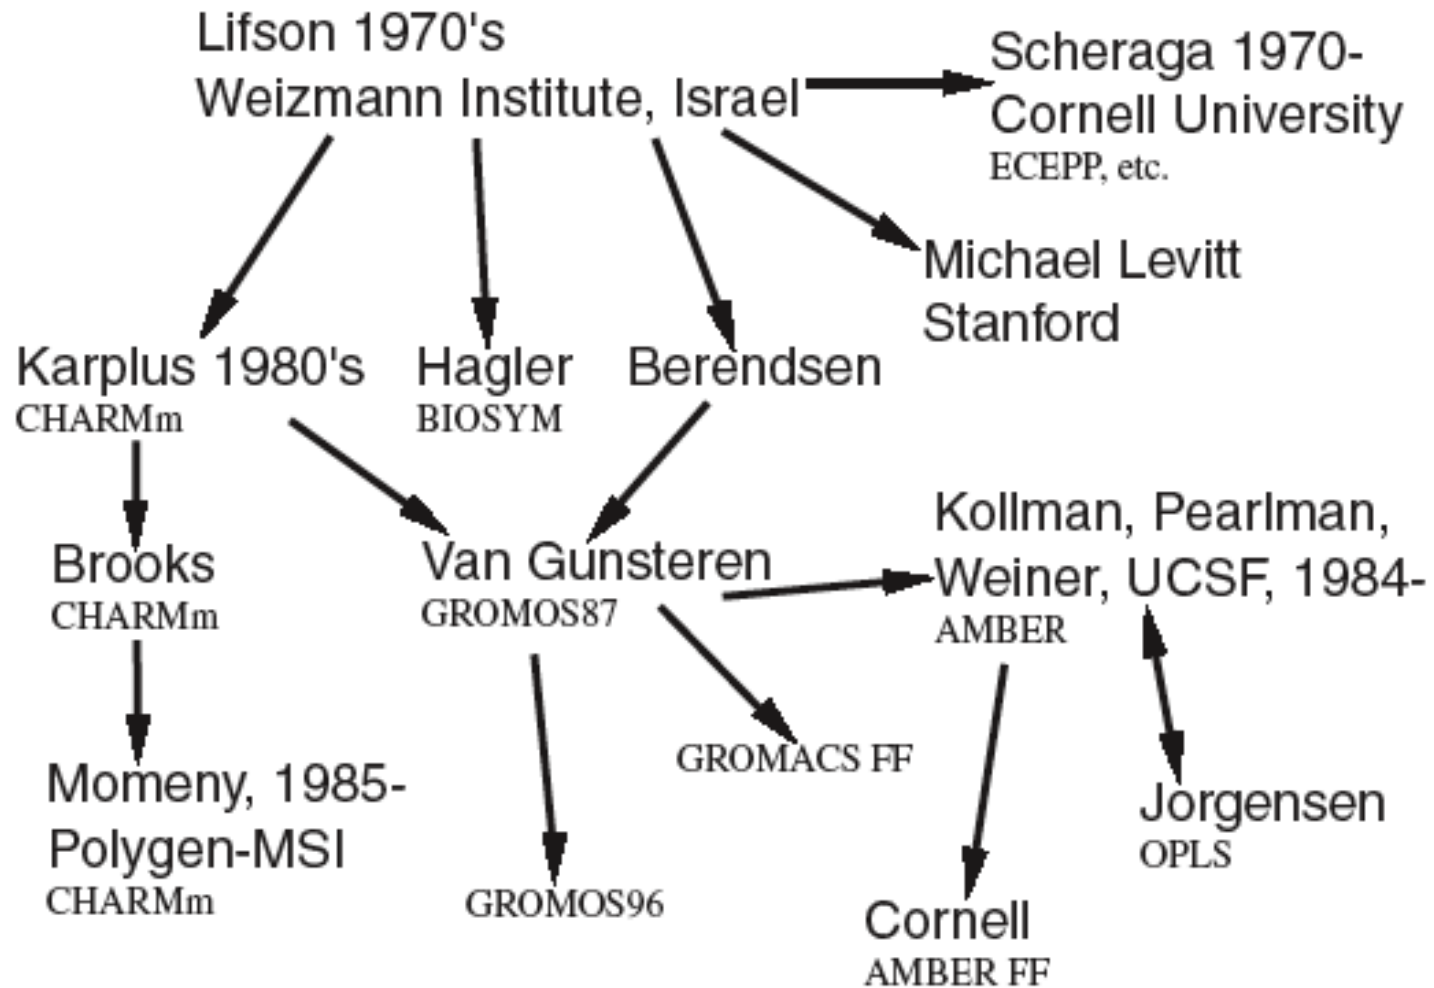 Lifson 1970's
Weizmann Institute, Israel
Scheraga 1970-
Cornell University
ECEPP, etc.
Michael Levitt
Stanford
Karplus 1980's
CHARMm
Hagler
BIOSYM
Berendsen
Brooks
CHARMm
Van Gunsteren
GROMOS87
Kollman, Pearlman,
Weiner, UCSF, 1984-
AMBER
GROMACS FF
Momeny, 1985-
Polygen-MSI
CHARMm
GROMOS96
Jorgensen
OPLS
Cornell
AMBER FF